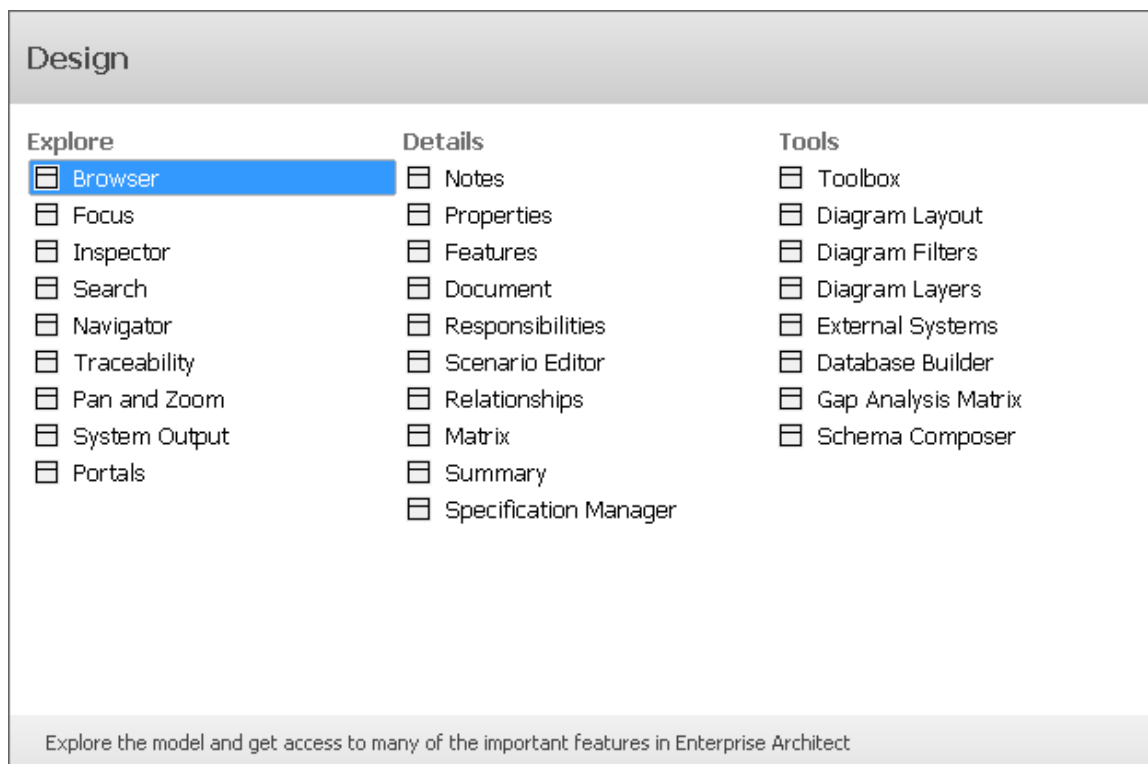 Design
Explore
Browser
Focus
Inspector
Search
Navigator
Traceability
Pan and Zoom
System Output
Portals
Details
Notes
Properties
Features
Document
Responsibilities
Scenario Editor
Relationships
Matrix
Summary
Specification Manager
Tools
Toolbox
Diagram Layout
Diagram Filters
Diagram Layers
External Systems
Database Builder
Gap Analysis Matrix
Schema Composer
Explore the model and get access to many of the important features in Enterprise Architect